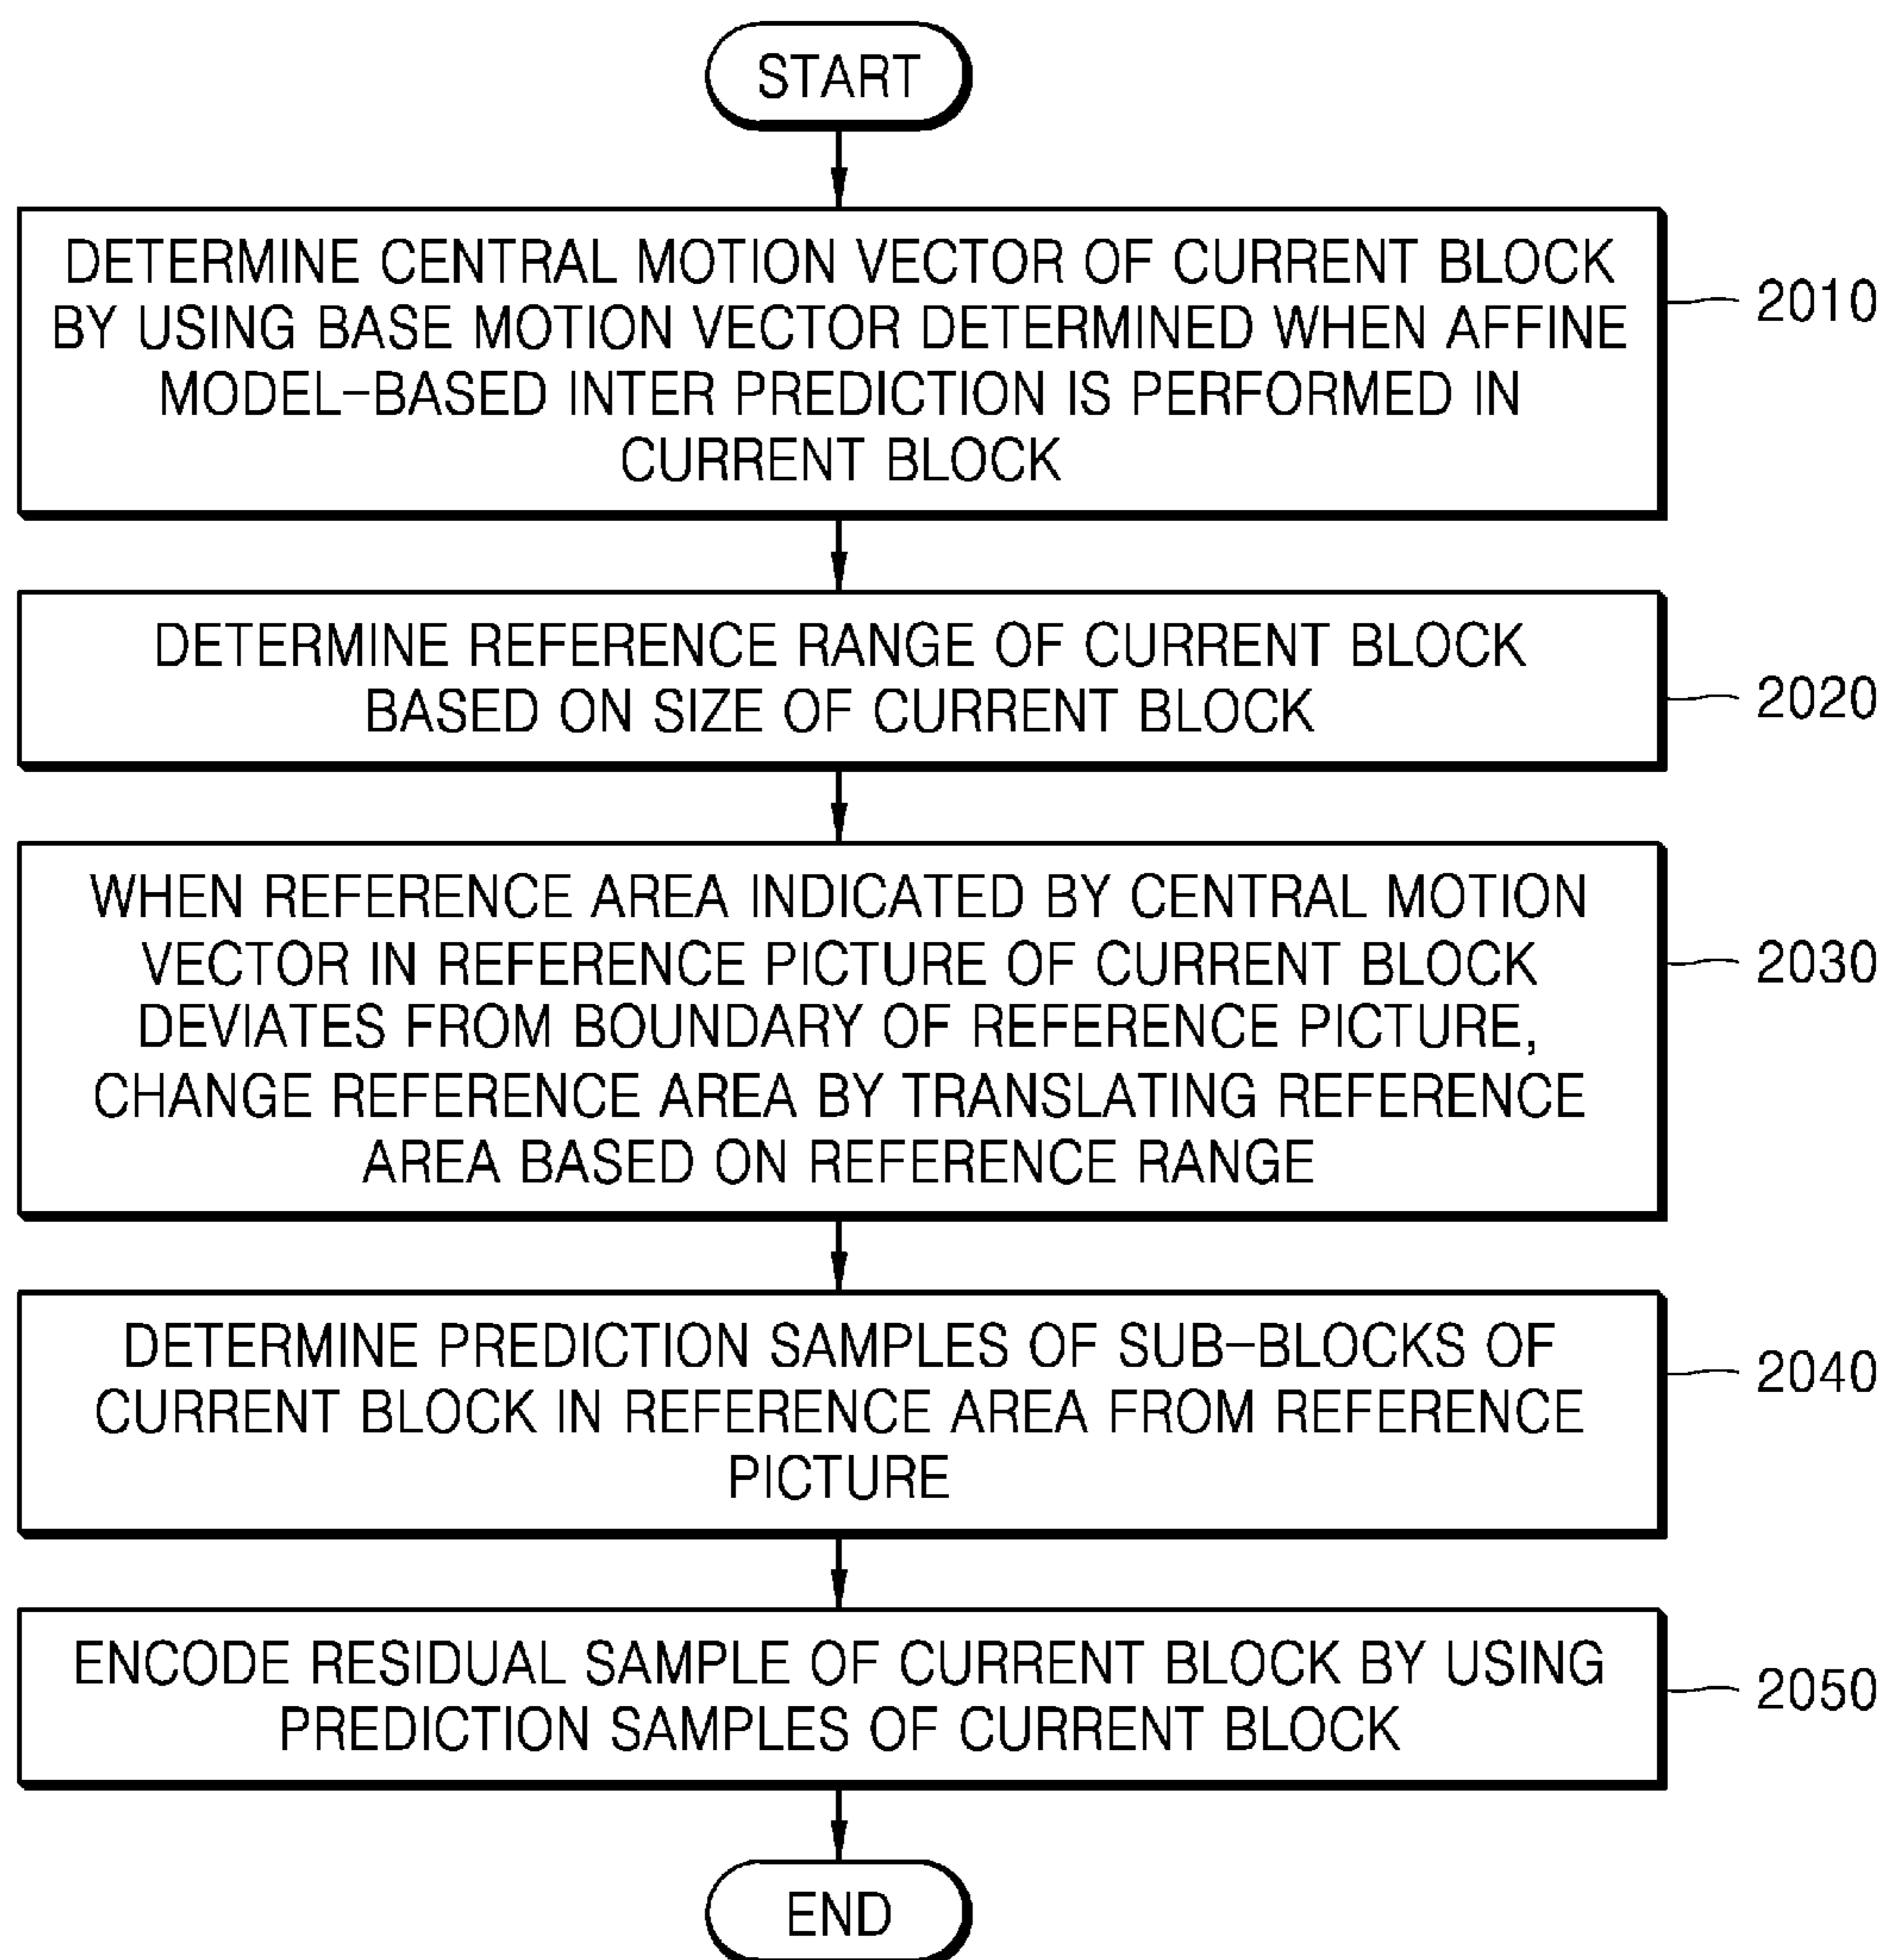 START
DETERMINE CENTRAL MOTION VECTOR OF CURRENT BLOCK
BY USING BASE MOTION VECTOR DETERMINED WHEN AFFINE
MODEL-BASED INTER PREDICTION IS PERFORMED IN
CURRENT BLOCK
2010
DETERMINE REFERENCE RANGE OF CURRENT BLOCK
BASED ON SIZE OF CURRENT BLOCK
2020
WHEN REFERENCE AREA INDICATED BY CENTRAL MOTION
VECTOR IN REFERENCE PICTURE OF CURRENT BLOCK
DEVIATES FROM BOUNDARY OF REFERENCE PICTURE,
CHANGE REFERENCE AREA BY TRANSLATING REFERENCE
AREA BASED ON REFERENCE RANGE
2030
DETERMINE PREDICTION SAMPLES OF SUB-BLOCKS OF
CURRENT BLOCK IN REFERENCE AREA FROM REFERENCE
PICTURE
2040
ENCODE RESIDUAL SAMPLE OF CURRENT BLOCK BY USING
PREDICTION SAMPLES OF CURRENT BLOCK
2050
END